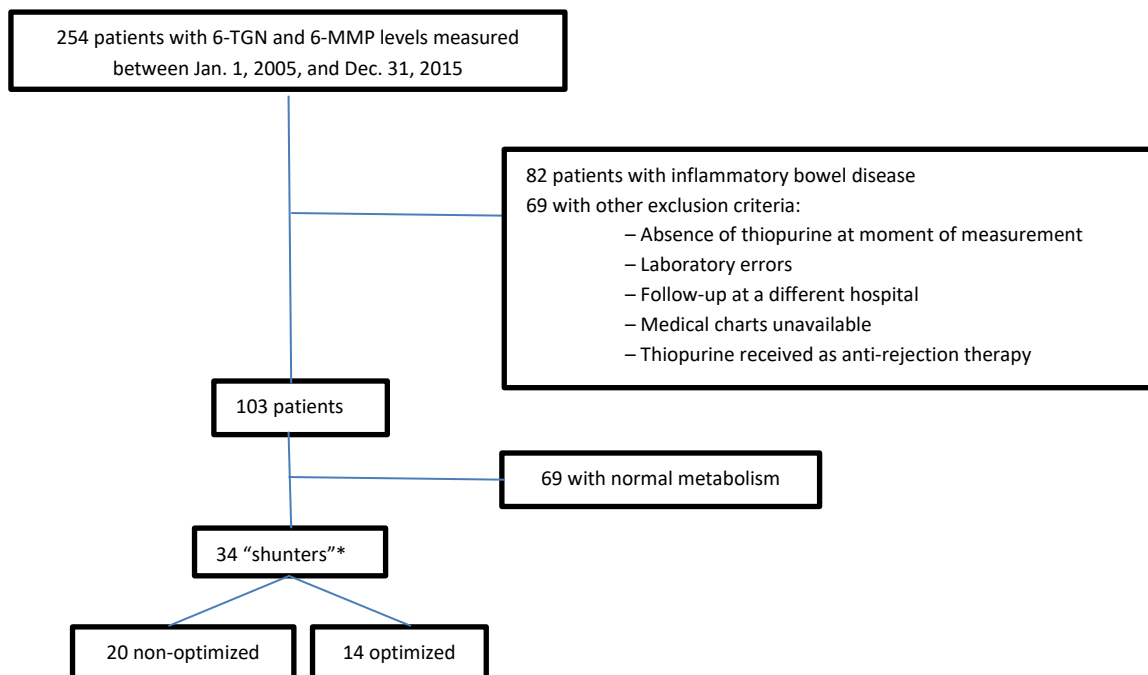 254 patients with 6-TGN and 6-MMP levels measured
between Jan. 1, 2005, and Dec. 31, 2015
82 patients with inflammatory bowel disease
69 with other exclusion criteria:
– Absence of thiopurine at moment of measurement
– Laboratory errors
– Follow-up at a different hospital
– Medical charts unavailable
– Thiopurine received as anti-rejection therapy
103 patients
69 with normal metabolism
34 “shunters”*
20 non-optimized
14 optimized